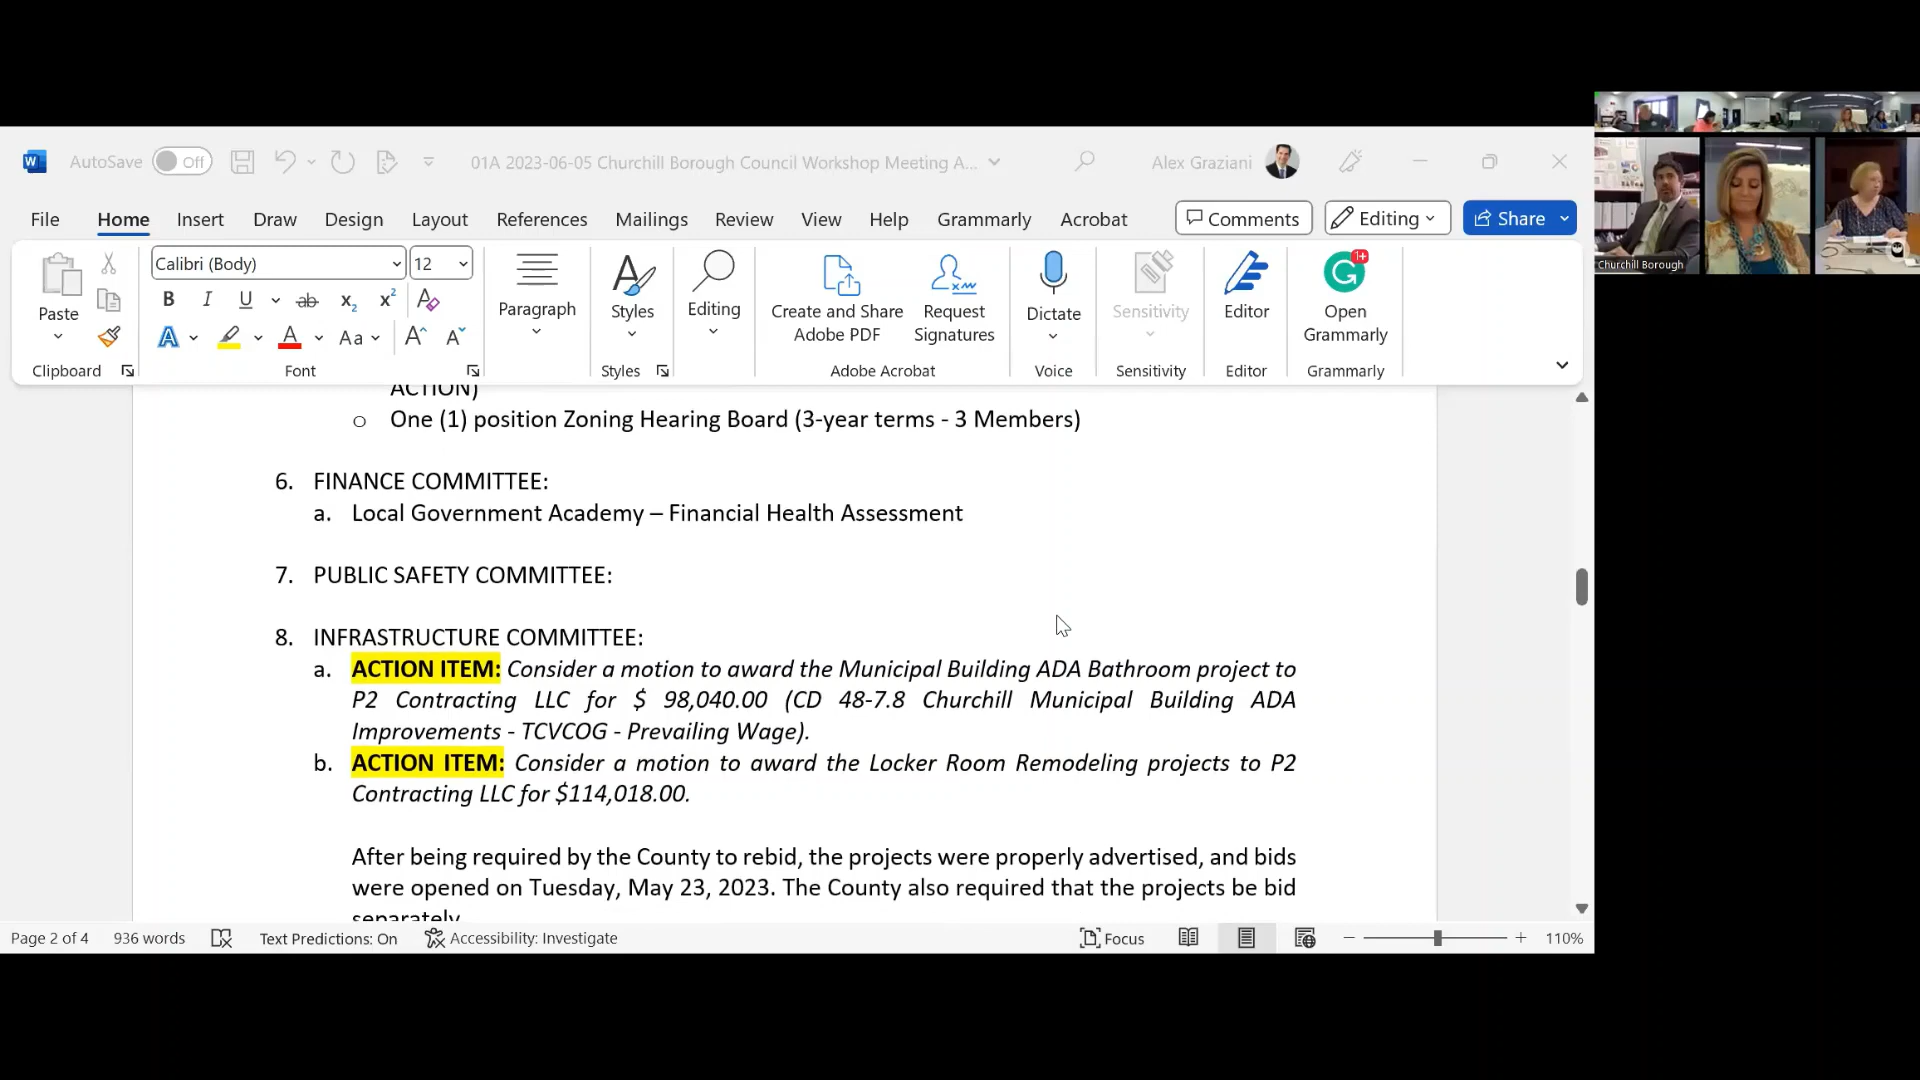 AutoSave Off 01A 2023-06-05 Churchill Borough Council Workshop Meeting A... Alex Graziani
File Home Insert Draw Design Layout References Mailings Review View Help Grammarly Acrobat Comments Editing Share
Calibri (Body) 12
Paste Paragraph Styles Editing Create and Share Adobe PDF Request Signatures Dictate Sensitivity Editor Open Grammarly
B I U ab x₂ x² A
A A Aa A A
Clipboard Font Styles Adobe Acrobat Voice Sensitivity Editor Grammarly
Churchill Borough
ACTION)
o One (1) position Zoning Hearing Board (3-year terms - 3 Members)
6. FINANCE COMMITTEE:
a. Local Government Academy – Financial Health Assessment
7. PUBLIC SAFETY COMMITTEE:
8. INFRASTRUCTURE COMMITTEE:
a. ACTION ITEM: Consider a motion to award the Municipal Building ADA Bathroom project to
P2 Contracting LLC for $ 98,040.00 (CD 48-7.8 Churchill Municipal Building ADA
Improvements - TCVCOG - Prevailing Wage).
b. ACTION ITEM: Consider a motion to award the Locker Room Remodeling projects to P2
Contracting LLC for $114,018.00.
After being required by the County to rebid, the projects were properly advertised, and bids
were opened on Tuesday, May 23, 2023. The County also required that the projects be bid
separately.
Page 2 of 4 936 words Text Predictions: On Accessibility: Investigate Focus 110%